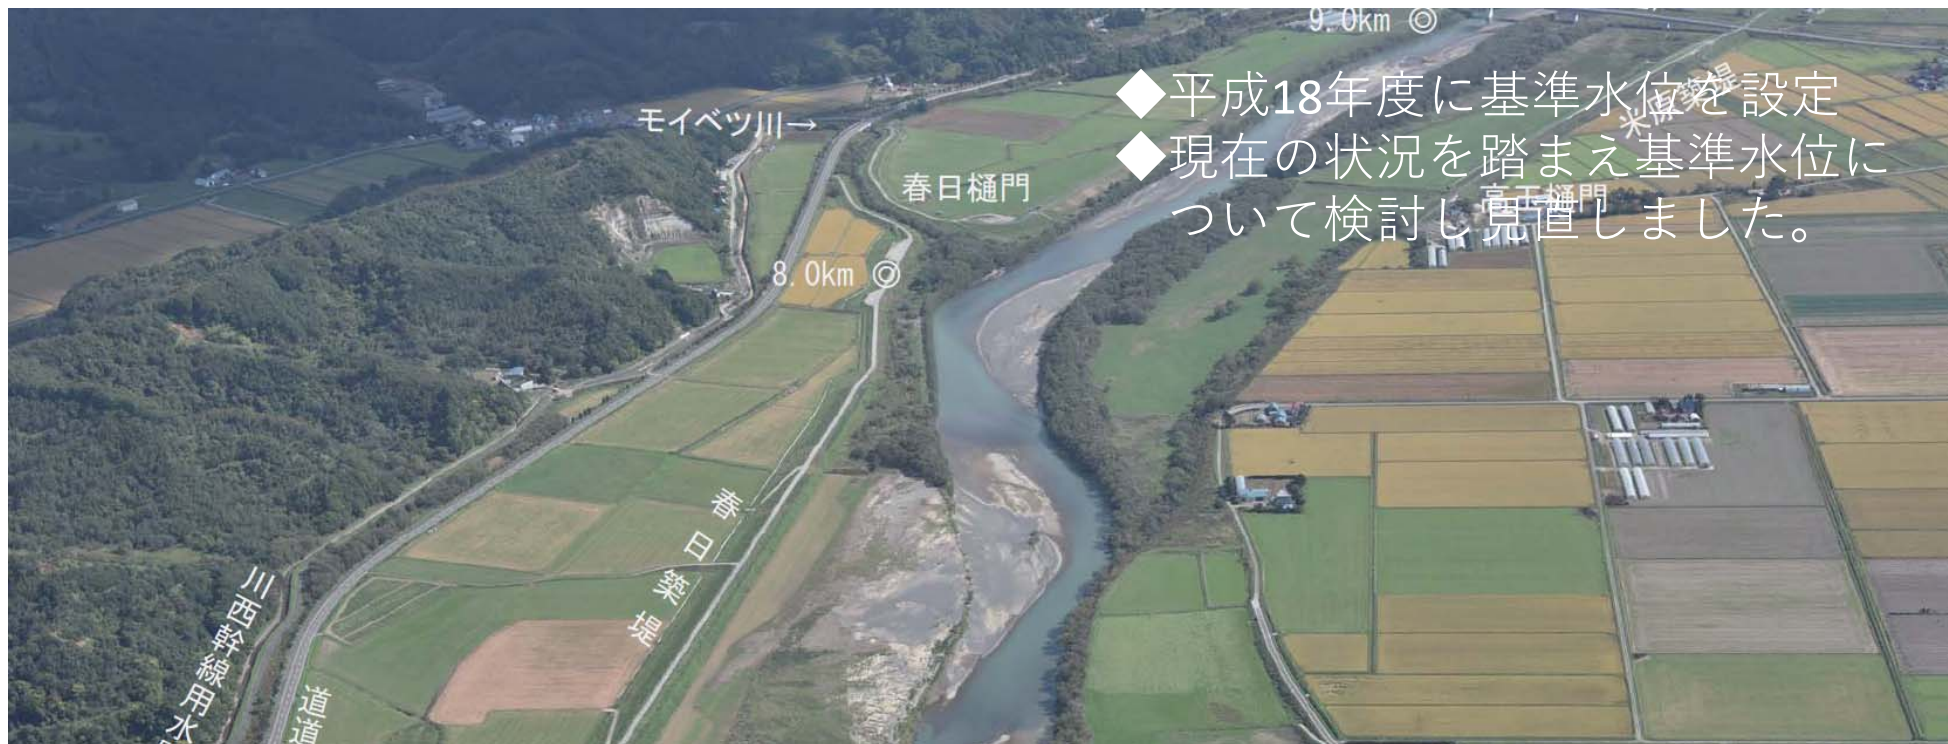 9.0km ◎
◆平成18年度に基準水位を設定
◆現在の状況を踏まえ基準水位に
ついて検討し見直しました。
米原築堤
モイベツ川→
春日樋門
高玉樋門
8.0km ◎
春日築堤
川西幹線用水
道道